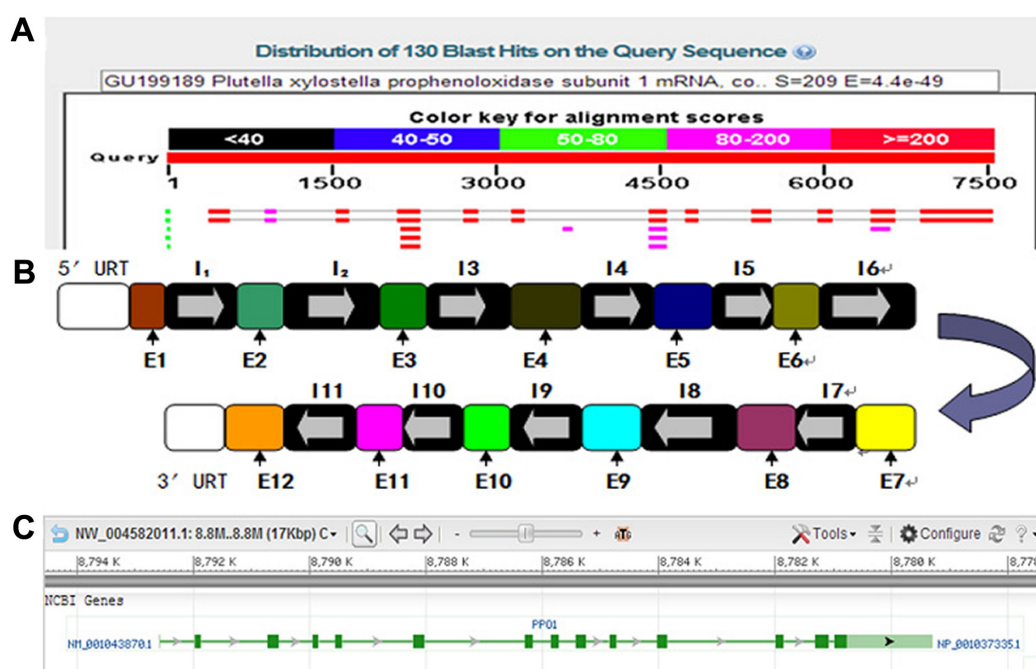 A
Distribution of 130 Blast Hits on the Query Sequence
GU199189 Plutella xylostella prophenoloxidase subunit 1 mRNA, co.. S=209 E=4.4e-49
Color key for alignment scores
<40 40-50 50-80 80-200 >=200
Query
1 1500 3000 4500 6000 7500
B
5′ URT I₁ I₂ I3 I4 I5 I6↵
E1 E2 E3 E4 E5 E6↵
I11 I10 I9 I8 I7↵
3′ URT E12 E11 E10 E9 E8 E7↵
C
NW_004582011.1: 8.8M..8.8M (17Kbp) C - + ATG Tools Configure ?
8,794 K 8,792 K 8,790 K 8,788 K 8,786 K 8,784 K 8,782 K 8,780 K 8,778
NCBI Genes
PPO1
NM_001043870.1 NP_001037335.1